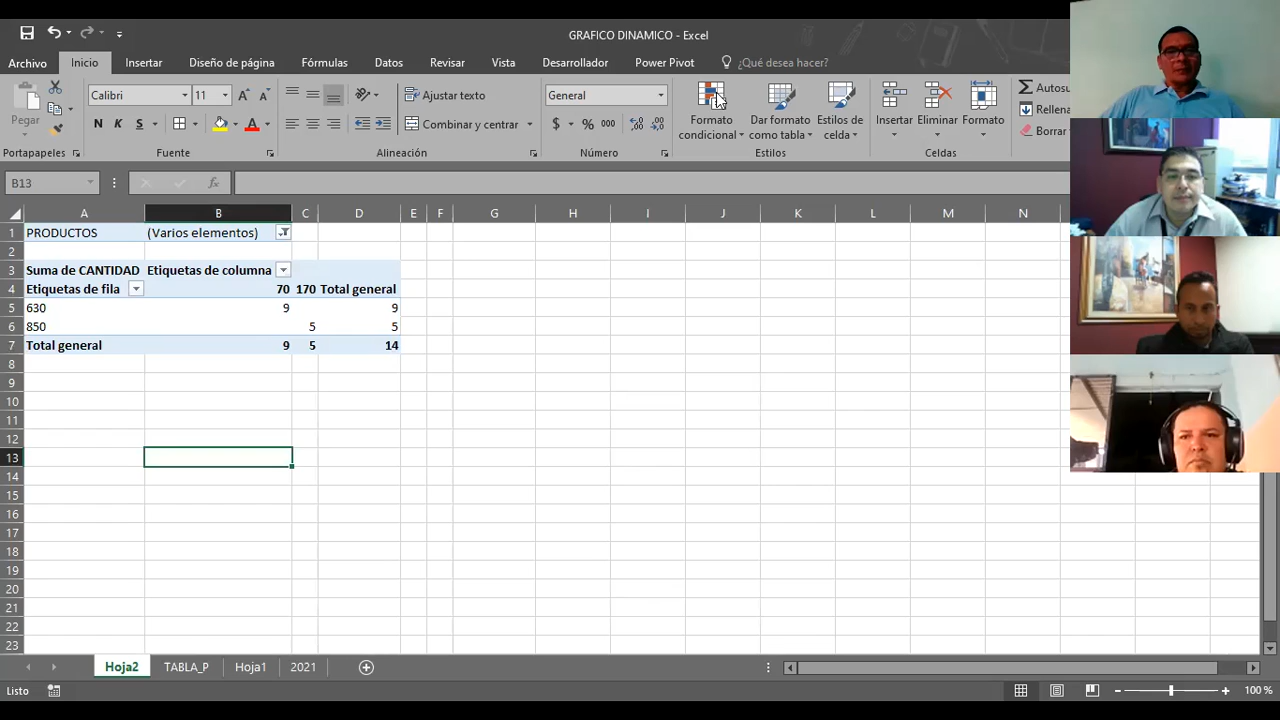 GRAFICO DINAMICO - Excel
Archivo Inicio Insertar Diseño de página Fórmulas Datos Revisar Vista Desarrollador Power Pivot ¿Qué desea hacer?
Pegar
Calibri 11
N K S A
Ajustar texto
Combinar y centrar
General
$ % 000
Formato condicional
Dar formato como tabla
Estilos de celda
Insertar Eliminar Formato
Autosu
Rellena
Borrar
Portapapeles Fuente Alineación Número Estilos Celdas
B13 fx
A B C D E F G H I J K L M N
1 PRODUCTOS (Varios elementos)
2
3 Suma de CANTIDAD Etiquetas de columna
4 Etiquetas de fila 70 170 Total general
5 630 9 9
6 850 5 5
7 Total general 9 5 14
8
9
10
11
12
13
14
15
16
17
18
19
20
21
22
23
Hoja2 TABLA_P Hoja1 2021
Listo 100 %